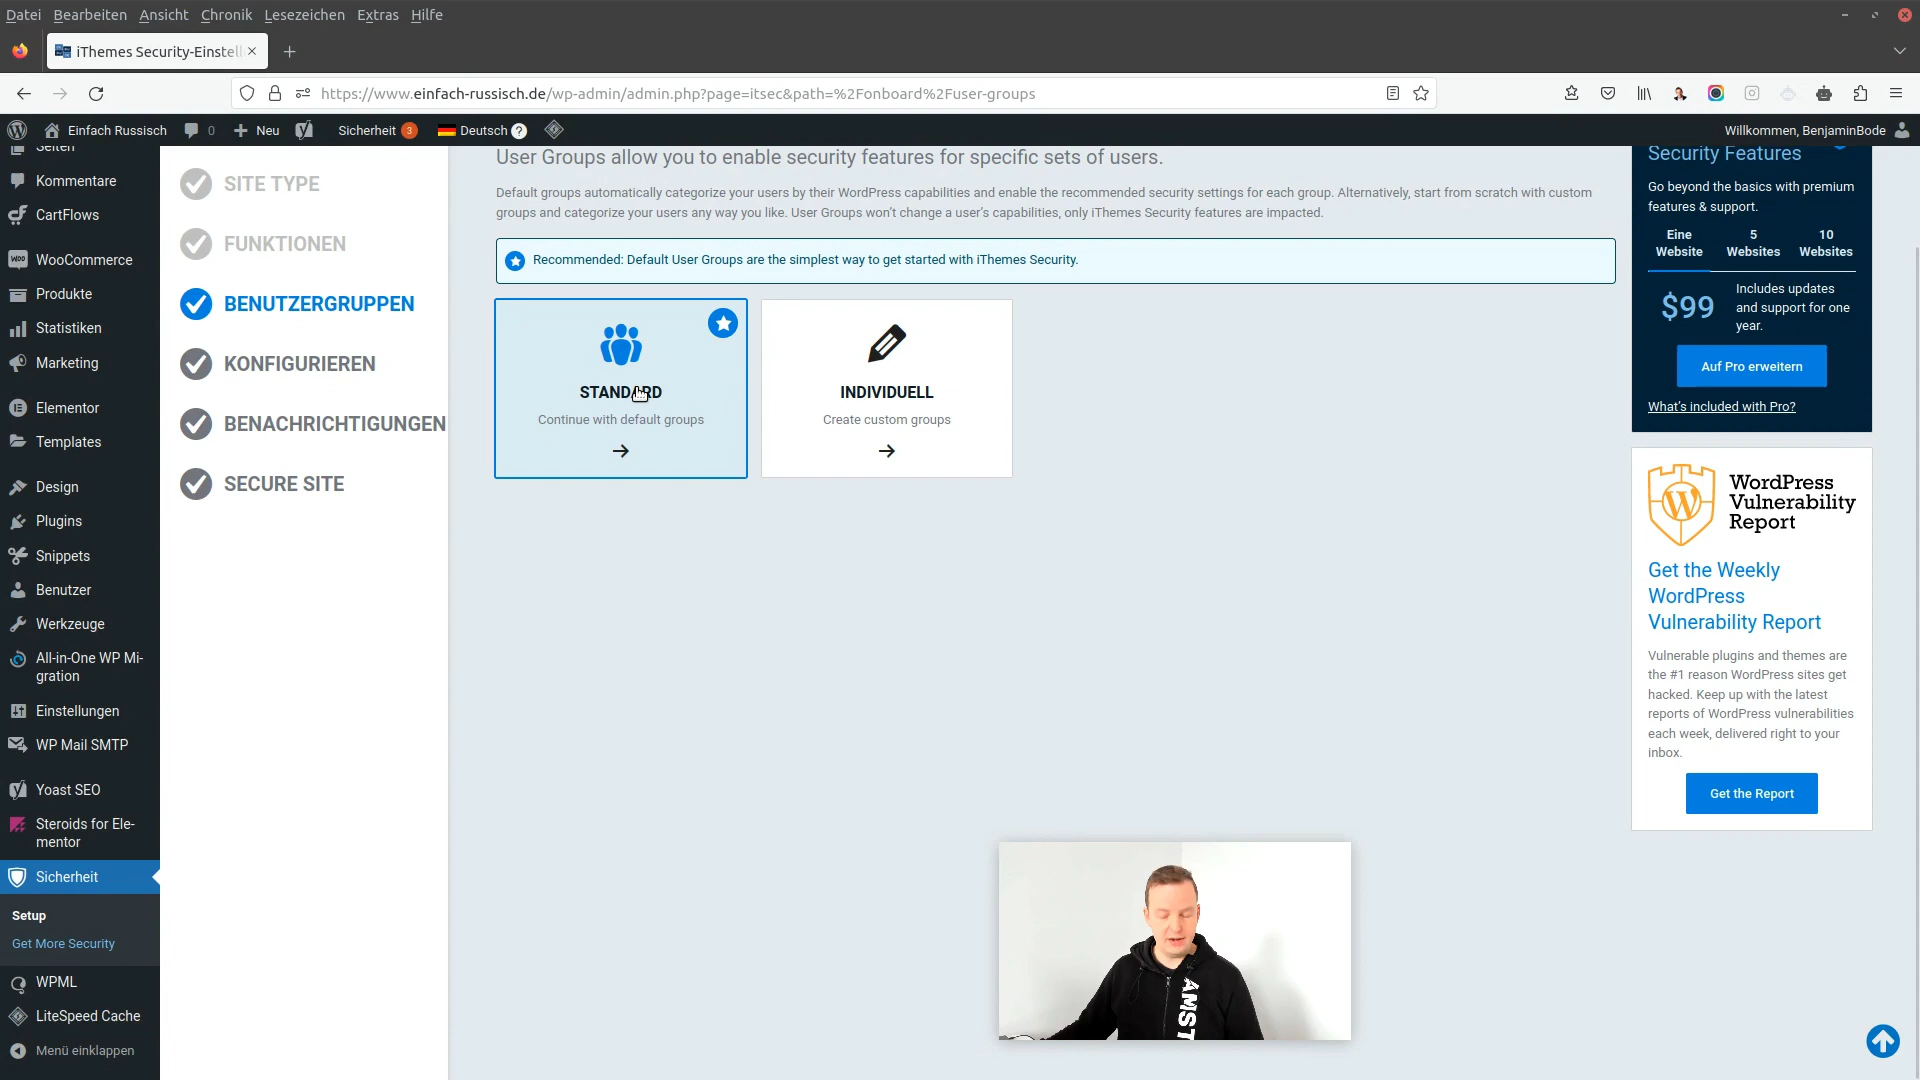 Datei Bearbeiten Ansicht Chronik Lesezeichen Extras Hilfe
iThemes Security-Einstell
https://www.einfach-russisch.de/wp-admin/admin.php?page=itsec&path=%2Fonboard%2Fuser-groups
Einfach Russisch 0 Neu Sicherheit 3 Deutsch ? Willkommen, BenjaminBode
Seiten
Kommentare
CartFlows
WooCommerce
Produkte
Statistiken
Marketing
Elementor
Templates
Design
Plugins
Snippets
Benutzer
Werkzeuge
All-in-One WP Mi-
gration
Einstellungen
WP Mail SMTP
Yoast SEO
Steroids for Ele-
mentor
Sicherheit
Setup
Get More Security
WPML
LiteSpeed Cache
Menü einklappen
SITE TYPE
FUNKTIONEN
BENUTZERGRUPPEN
KONFIGURIEREN
BENACHRICHTIGUNGEN
SECURE SITE
User Groups allow you to enable security features for specific sets of users.
Default groups automatically categorize your users by their WordPress capabilities and enable the recommended security settings for each group. Alternatively, start from scratch with custom
groups and categorize your users any way you like. User Groups won't change a user's capabilities, only iThemes Security features are impacted.
Recommended: Default User Groups are the simplest way to get started with iThemes Security.
STANDARD
Continue with default groups
INDIVIDUELL
Create custom groups
Security Features
Go beyond the basics with premium
features & support.
Eine
Website
5
Websites
10
Websites
$99
Includes updates
and support for one
year.
Auf Pro erweitern
What's included with Pro?
WordPress
Vulnerability
Report
Get the Weekly
WordPress
Vulnerability Report
Vulnerable plugins and themes are
the #1 reason WordPress sites get
hacked. Keep up with the latest
reports of WordPress vulnerabilities
each week, delivered right to your
inbox.
Get the Report
AMST